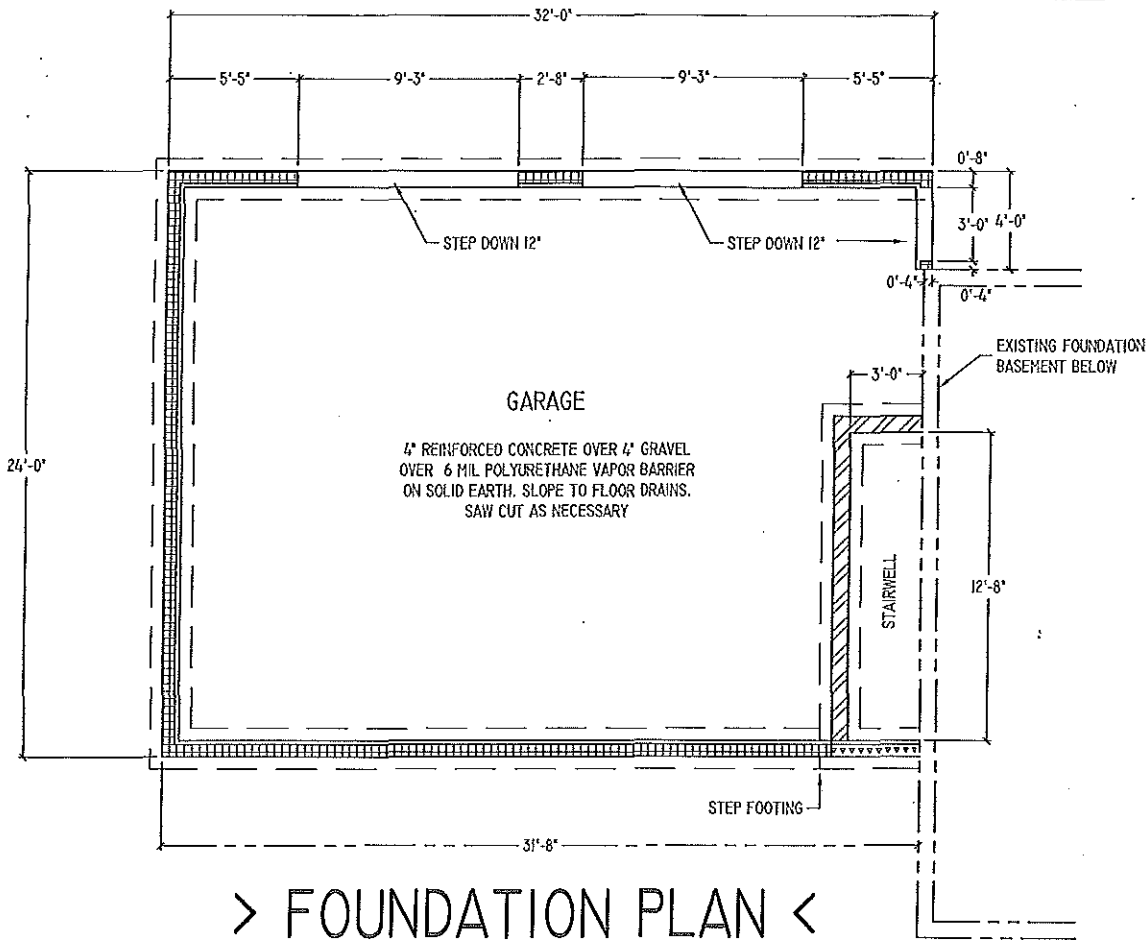 32'-0"
5'-5"
9'-3"
2'-8"
9'-3"
5'-5"
0'-8"
3'-0"
4'-0"
STEP DOWN 12"
STEP DOWN 12"
0'-4"
0'-4"
EXISTING FOUNDATION
BASEMENT BELOW
3'-0"
GARAGE
4" REINFORCED CONCRETE OVER 4" GRAVEL
OVER 6 MIL POLYURETHANE VAPOR BARRIER
ON SOLID EARTH. SLOPE TO FLOOR DRAINS.
SAW CUT AS NECESSARY
24'-0"
STAIRWELL
12'-8"
STEP FOOTING
31'-8"
> FOUNDATION PLAN <